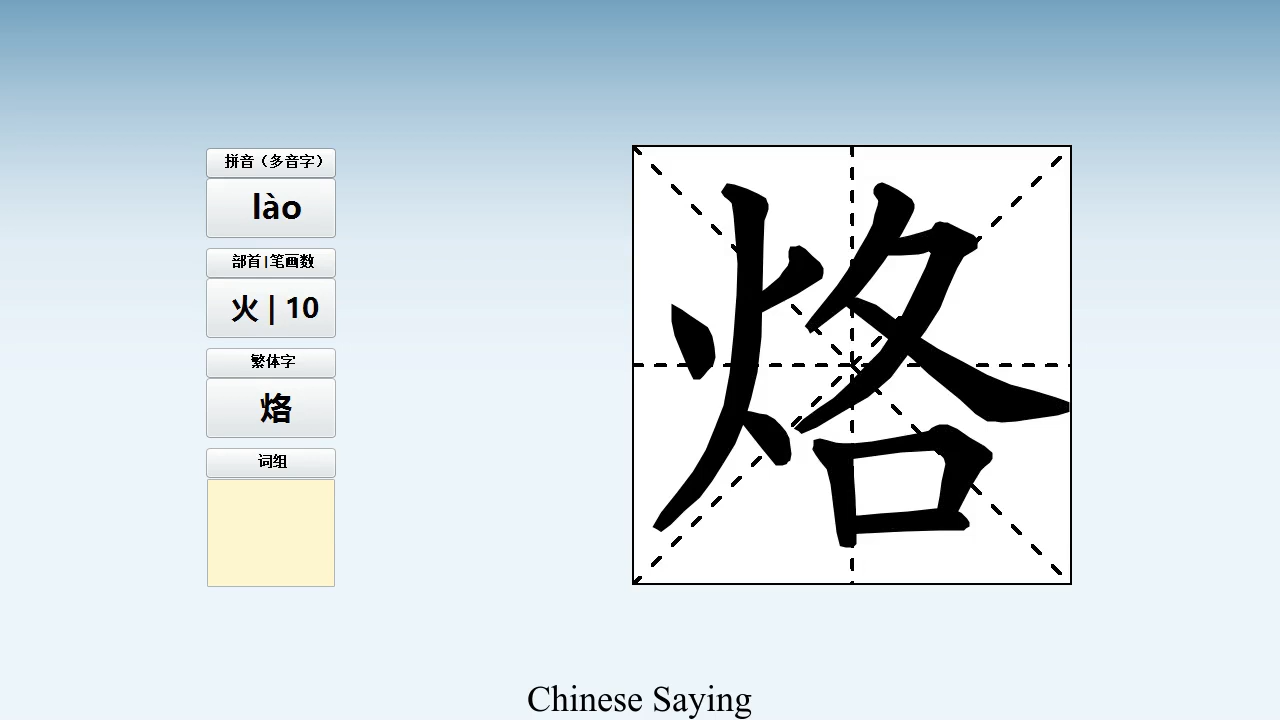 拼音（多音字）
lào
部首|笔画数
火 | 10
繁体字
烙
词组
烙
Chinese Saying